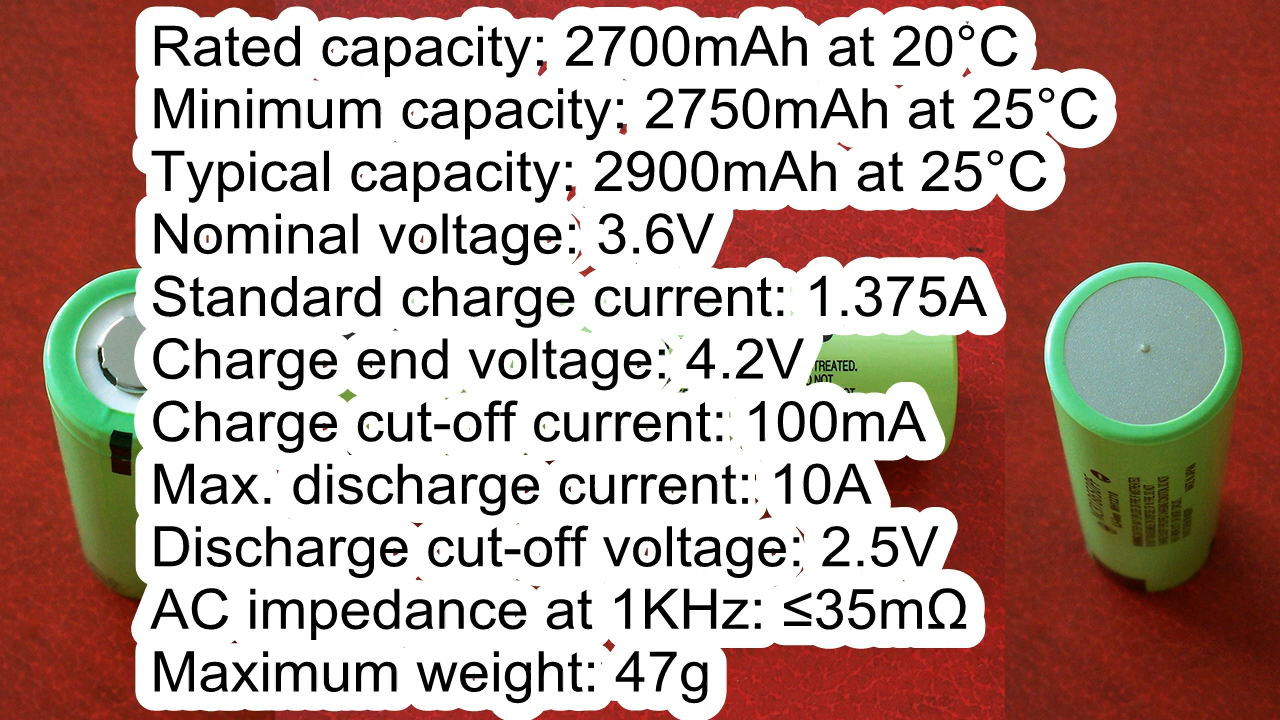 Rated capacity: 2700mAh at 20°C
Minimum capacity: 2750mAh at 25°C
Typical capacity: 2900mAh at 25°C
Nominal voltage: 3.6V
Standard charge current: 1.375A
Charge end voltage: 4.2V
TREATED.
NOT
Charge cut-off current: 100mA
Max. discharge current: 10A
Discharge cut-off voltage: 2.5V
AC impedance at 1KHz: ≤35mΩ
Maximum weight: 47g